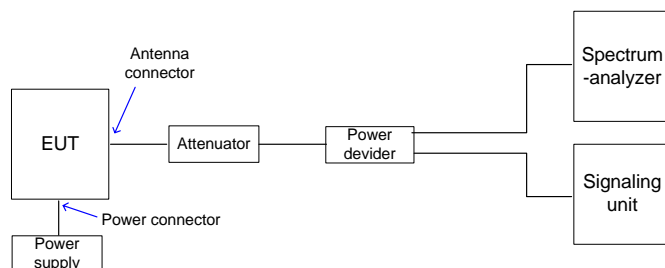 Antenna
connector
Spectrum
-analyzer
EUT
Attenuator
Power
devider
Signaling
unit
Power connector
Power
supply